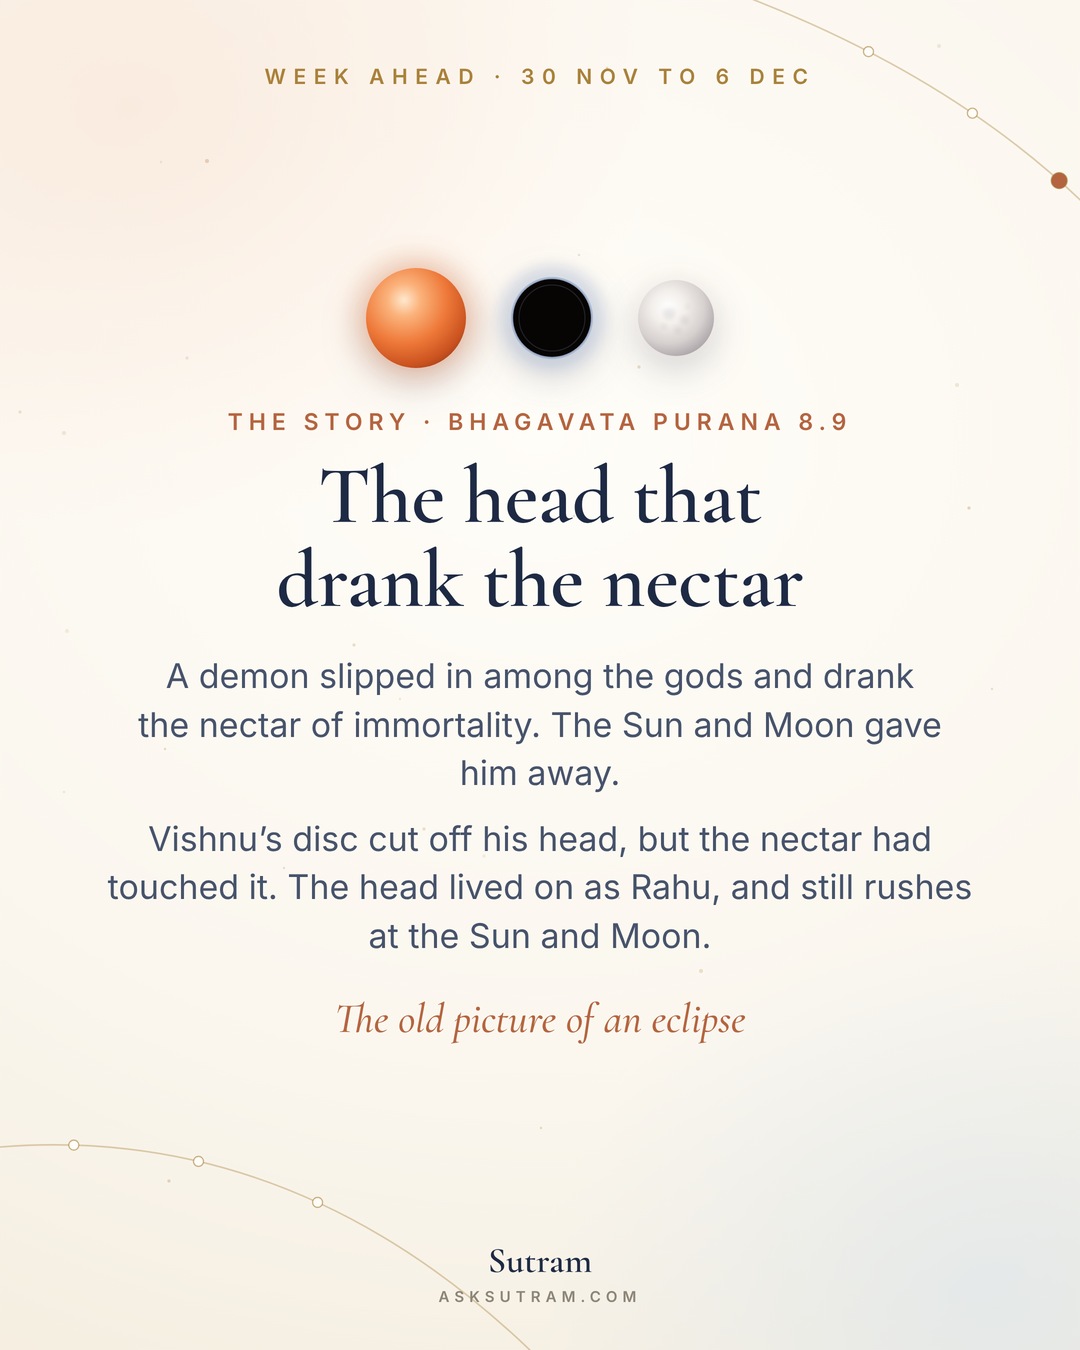 WEEK AHEAD · 30 NOV TO 6 DEC
THE STORY · BHAGAVATA PURANA 8.9
The head that
drank the nectar
A demon slipped in among the gods and drank
the nectar of immortality. The Sun and Moon gave
him away.
Vishnu’s disc cut off his head, but the nectar had
touched it. The head lived on as Rahu, and still rushes
at the Sun and Moon.
The old picture of an eclipse
Sutram
ASKSUTRAM.COM